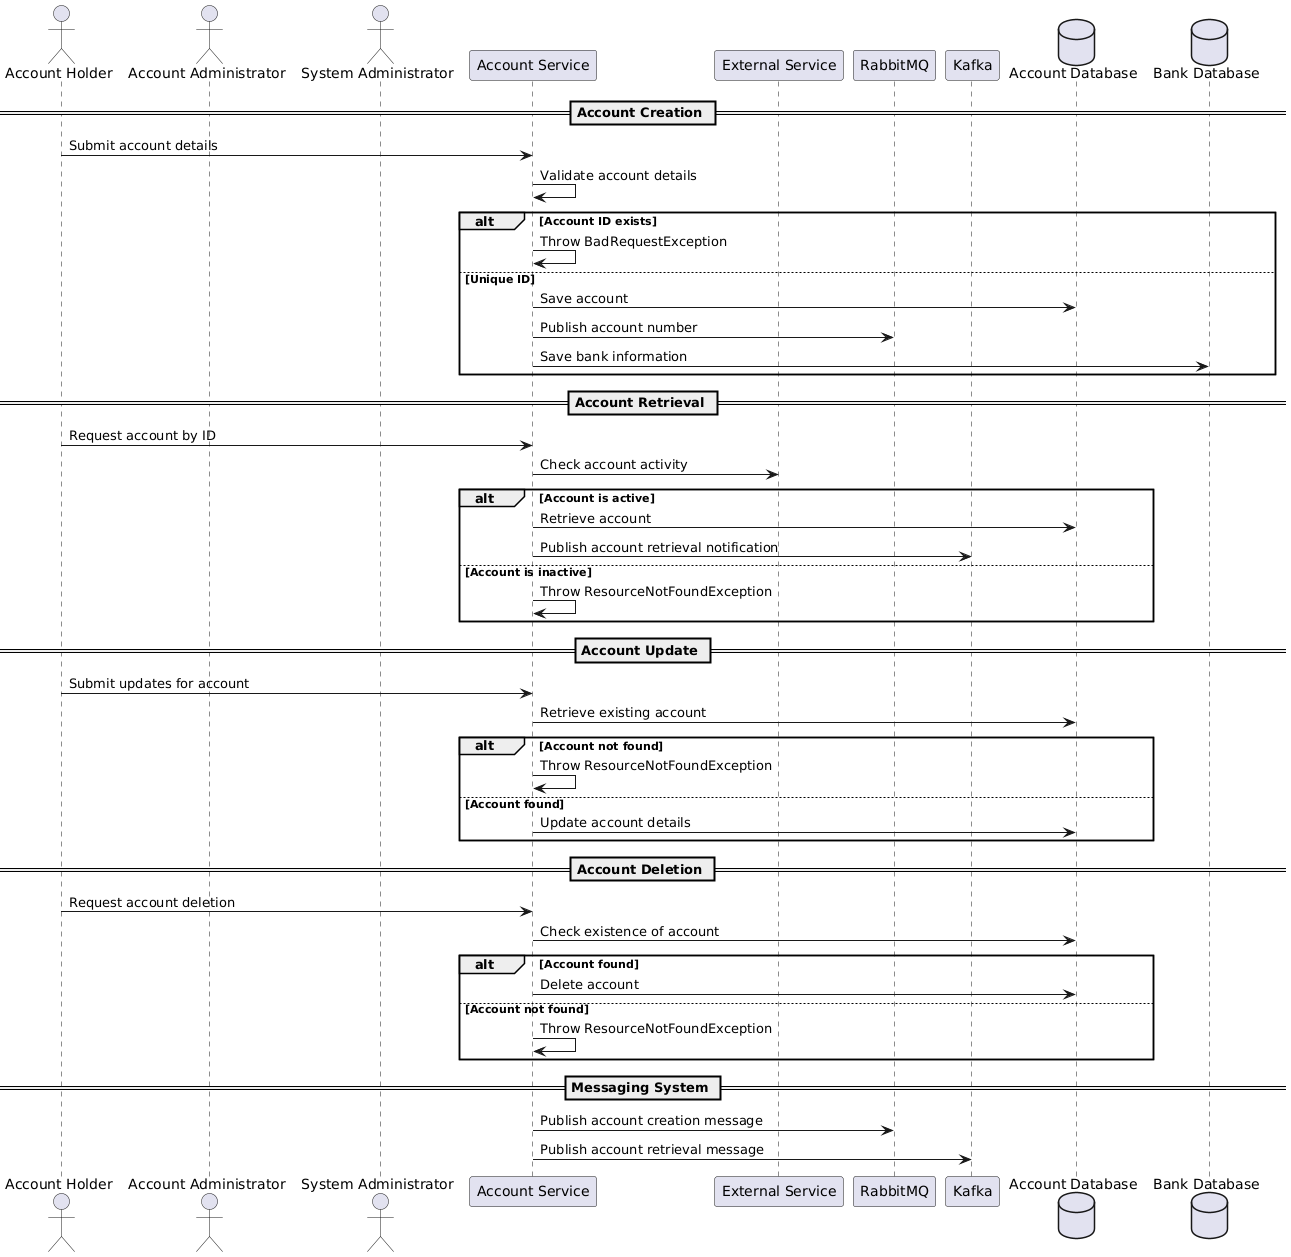 Account Holder
Account Administrator
System Administrator
Account Service
External Service
RabbitMQ
Kafka
Account Database
Bank Database
Account Creation
Submit account details
Validate account details
alt
[Account ID exists]
Throw BadRequestException
[Unique ID]
Save account
Publish account number
Save bank information
Account Retrieval
Request account by ID
Check account activity
alt
[Account is active]
Retrieve account
Publish account retrieval notification
[Account is inactive]
Throw ResourceNotFoundException
Account Update
Submit updates for account
Retrieve existing account
alt
[Account not found]
Throw ResourceNotFoundException
[Account found]
Update account details
Account Deletion
Request account deletion
Check existence of account
alt
[Account found]
Delete account
[Account not found]
Throw ResourceNotFoundException
Messaging System
Publish account creation message
Publish account retrieval message
Account Holder
Account Administrator
System Administrator
Account Service
External Service
RabbitMQ
Kafka
Account Database
Bank Database